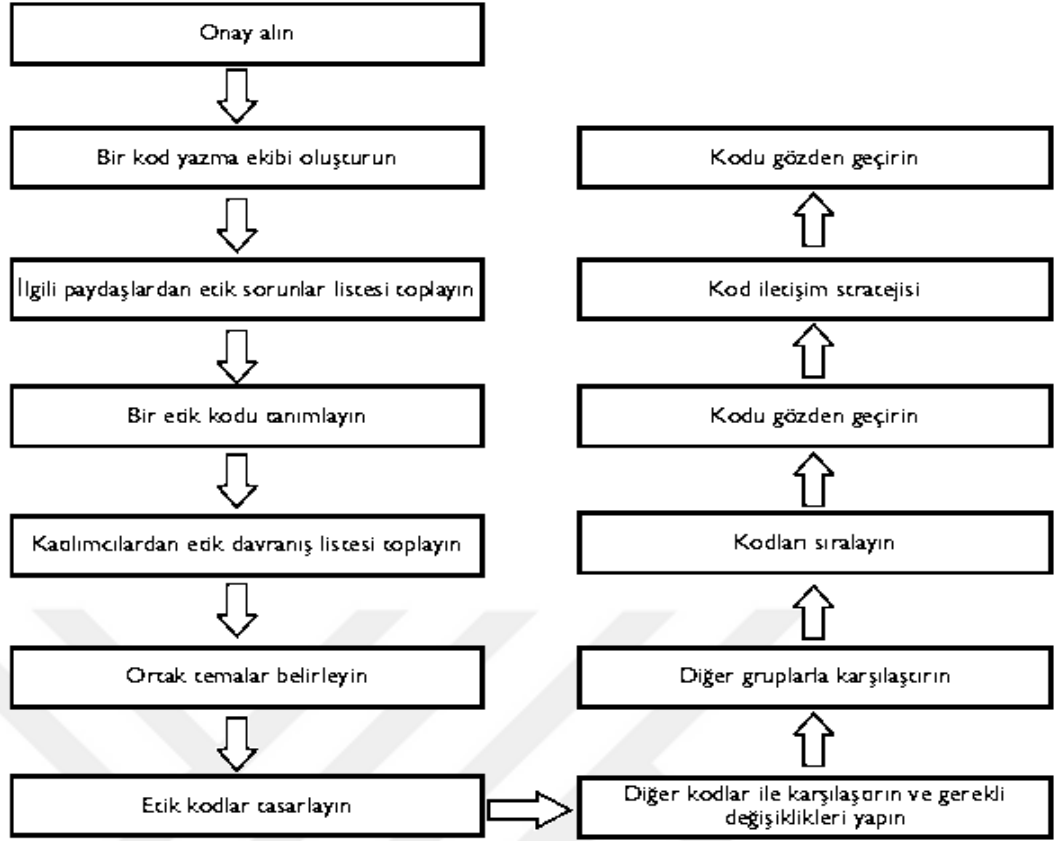 Onay alın
Bir kod yazma ekibi oluşturun
İlgili paydaşlardan etik sorunlar listesi toplayın
Bir etik kodu tanımlayın
Katılımcılardan etik davranış listesi toplayın
Ortak temalar belirleyin
Etik kodlar tasarlayın
Diğer kodlar ile karşılaştırın ve gerekli
değişiklikleri yapın
Diğer gruplarla karşılaştırın
Kodları sıralayın
Kodu gözden geçirin
Kod iletişim stratejisi
Kodu gözden geçirin